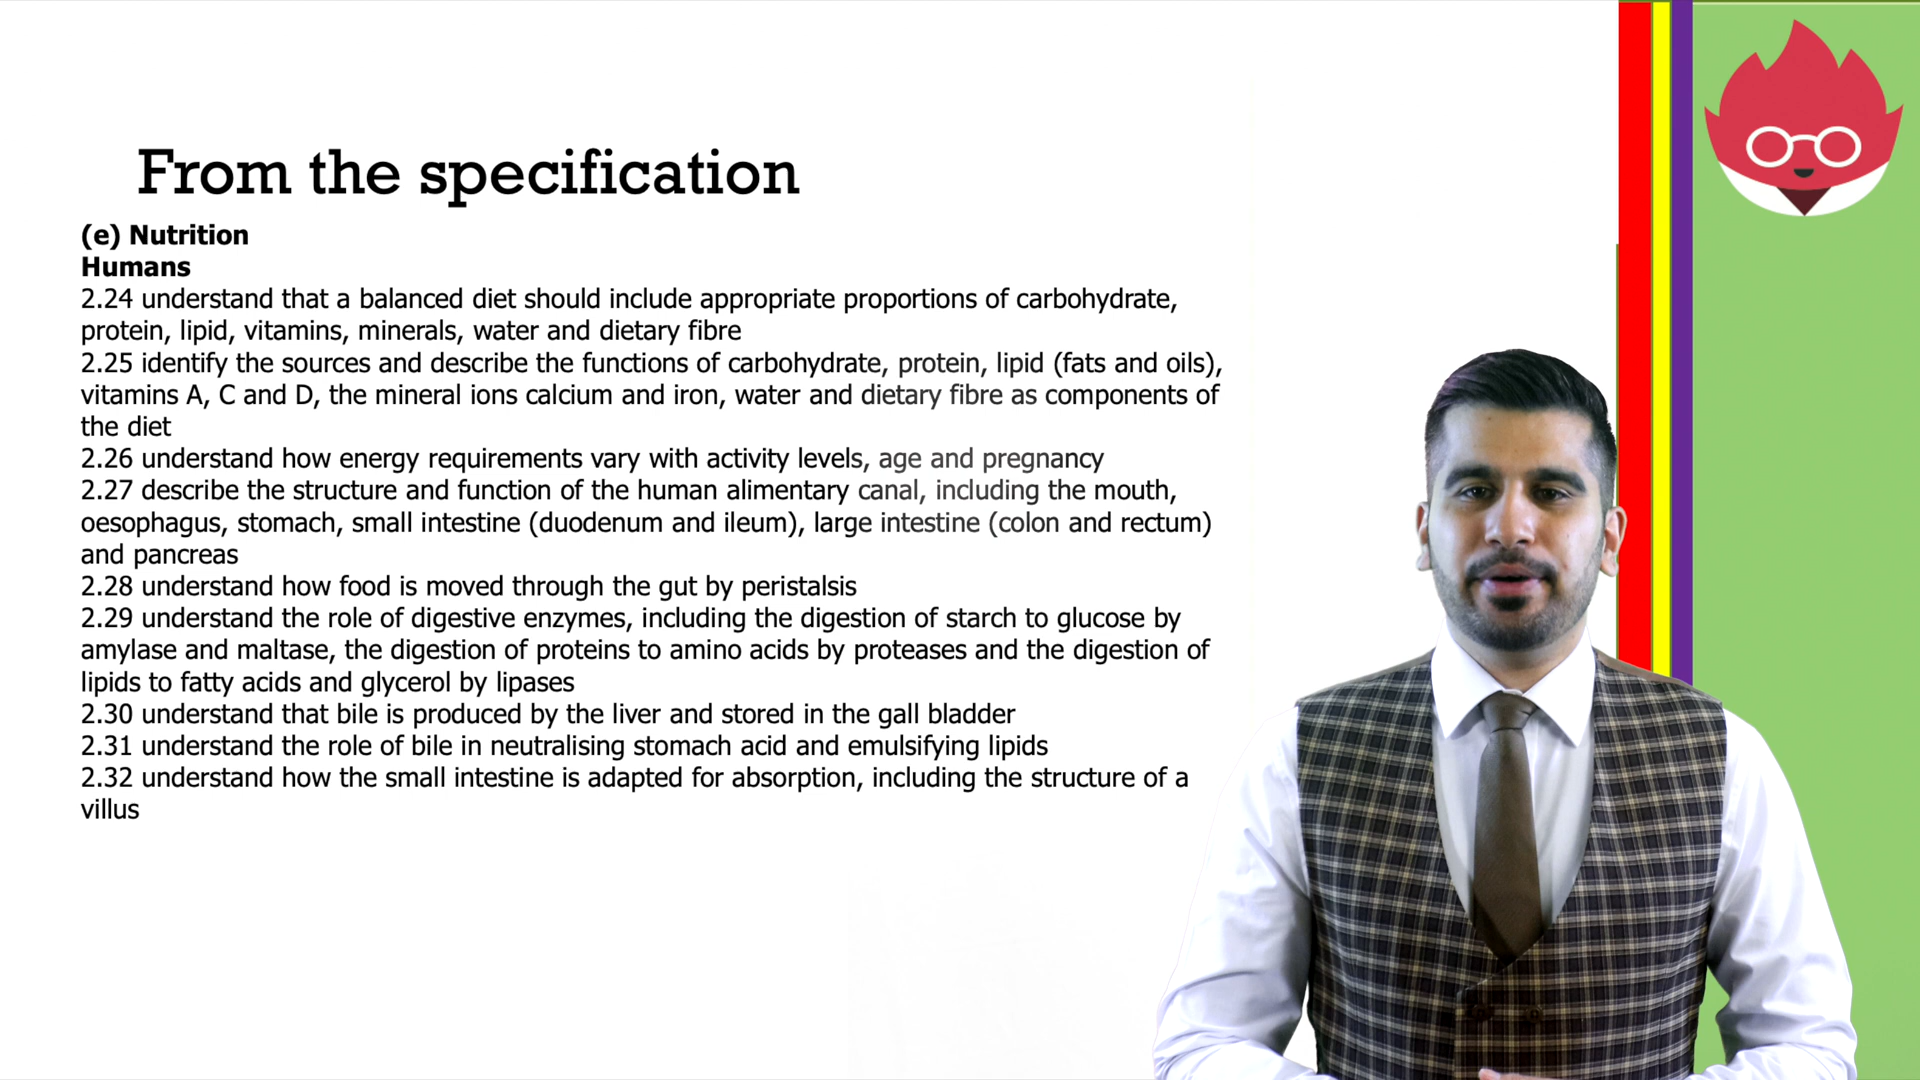 From the specification
(e) Nutrition
Humans
2.24 understand that a balanced diet should include appropriate proportions of carbohydrate,
protein, lipid, vitamins, minerals, water and dietary fibre
2.25 identify the sources and describe the functions of carbohydrate, protein, lipid (fats and oils),
vitamins A, C and D, the mineral ions calcium and iron, water and dietary fibre as components of
the diet
2.26 understand how energy requirements vary with activity levels, age and pregnancy
2.27 describe the structure and function of the human alimentary canal, including the mouth,
oesophagus, stomach, small intestine (duodenum and ileum), large intestine (colon and rectum)
and pancreas
2.28 understand how food is moved through the gut by peristalsis
2.29 understand the role of digestive enzymes, including the digestion of starch to glucose by
amylase and maltase, the digestion of proteins to amino acids by proteases and the digestion of
lipids to fatty acids and glycerol by lipases
2.30 understand that bile is produced by the liver and stored in the gall bladder
2.31 understand the role of bile in neutralising stomach acid and emulsifying lipids
2.32 understand how the small intestine is adapted for absorption, including the structure of a
villus